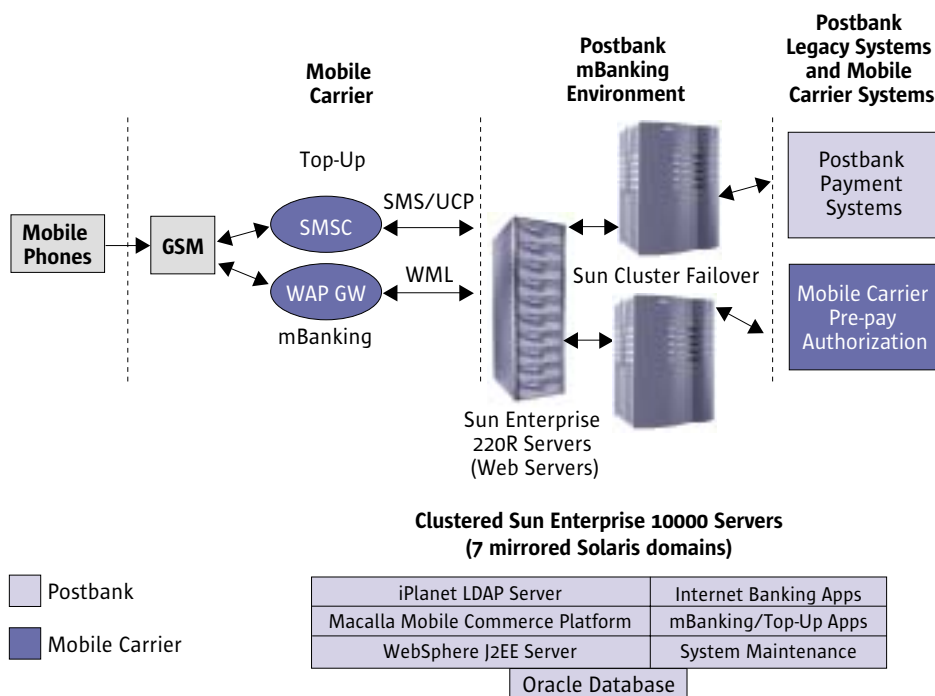 Mobile
Carrier
Postbank
mBanking
Environment
Postbank
Legacy Systems
and Mobile
Carrier Systems
Top-Up
SMS/UCP
SMSC
Mobile
Phones
GSM
WML
WAP GW
mBanking
Sun Cluster Failover
Postbank
Payment
Systems
Mobile Carrier
Pre-pay
Authorization
Sun Enterprise
220R Servers
(Web Servers)
Clustered Sun Enterprise 10000 Servers
(7 mirrored Solaris domains)
Postbank
Mobile Carrier
iPlanet LDAP Server
Internet Banking Apps
Macalla Mobile Commerce Platform
mBanking/Top-Up Apps
WebSphere J2EE Server
System Maintenance
Oracle Database